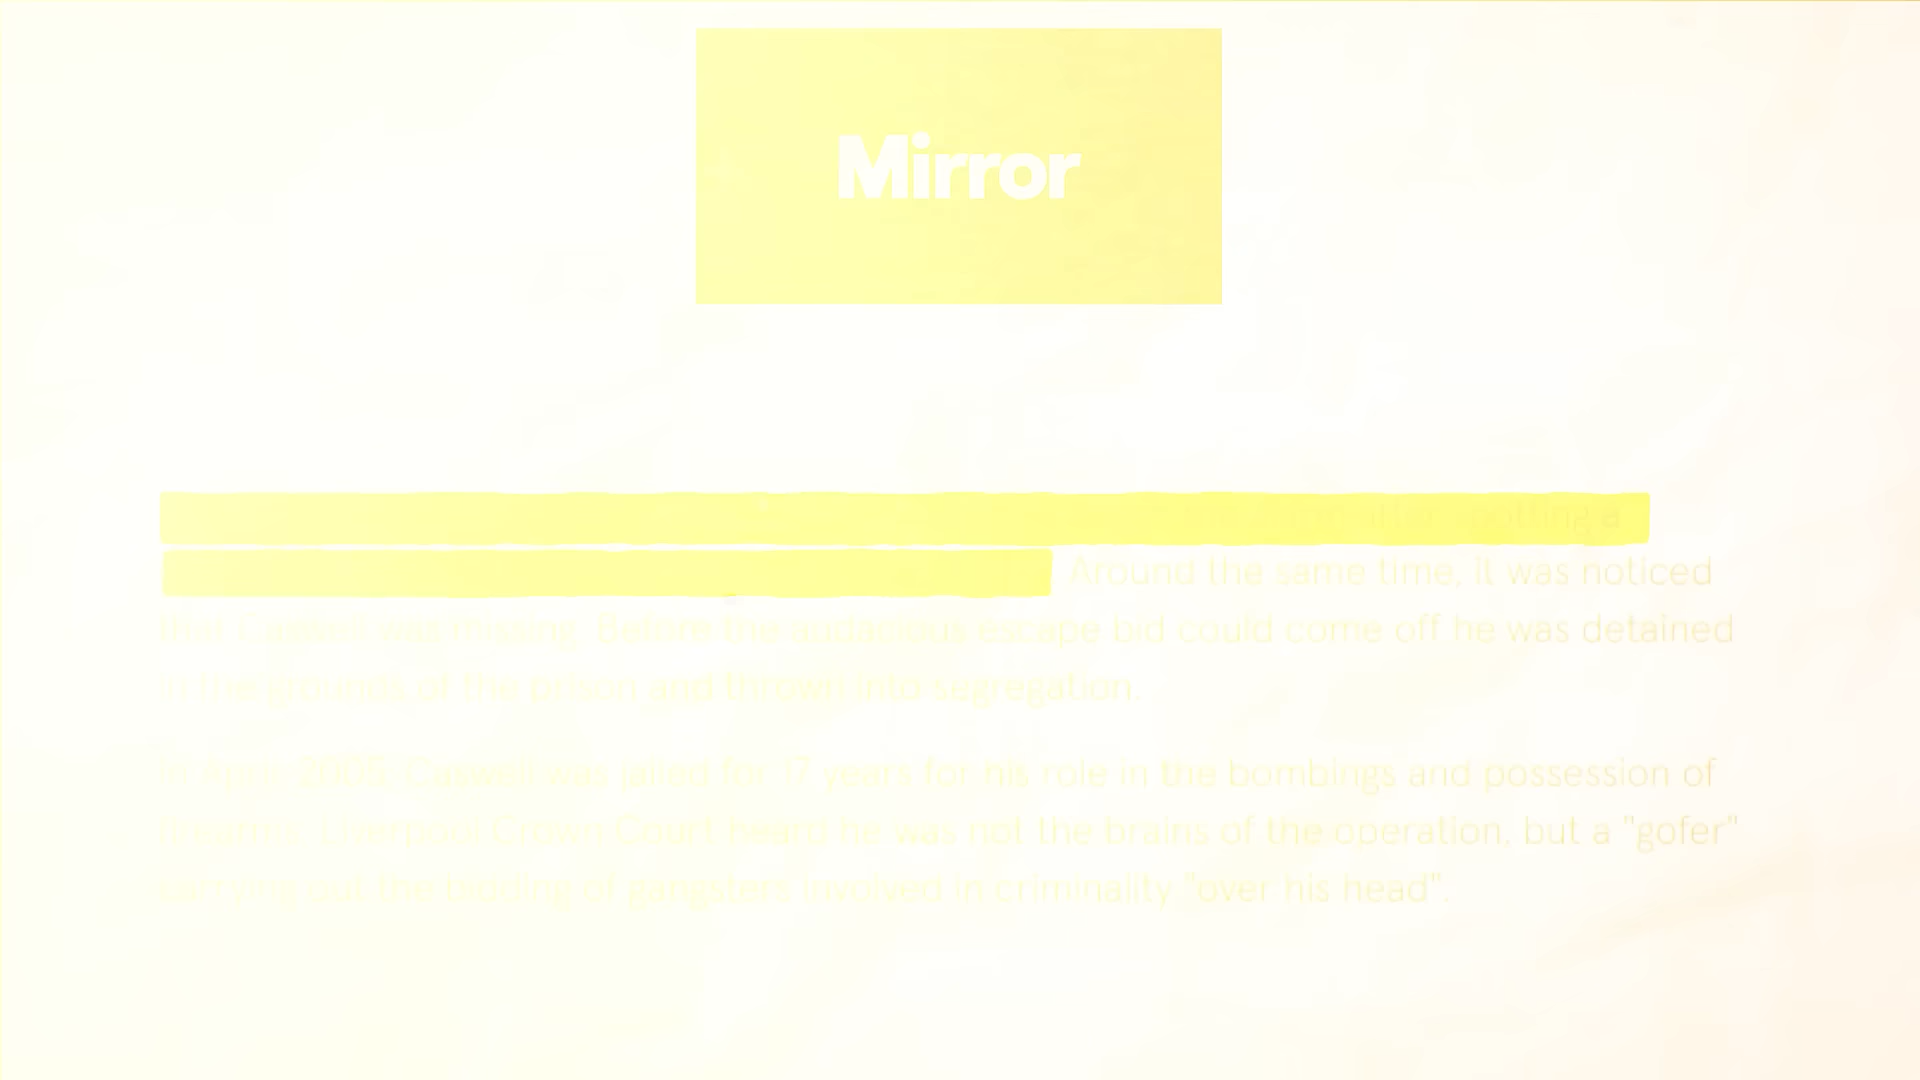 Mirror
after spotting a
Around the same time, it was noticed
that Caswell was missing. Before the audacious escape bid could come off he was detained
in the grounds of the prison and thrown into segregation.
In April 2005, Caswell was jailed for 17 years for his role in the bombings and possession of
firearms. Liverpool Crown Court heard he was not the brains of the operation, but a "gofer"
carrying out the bidding of gangsters involved in criminality "over his head".